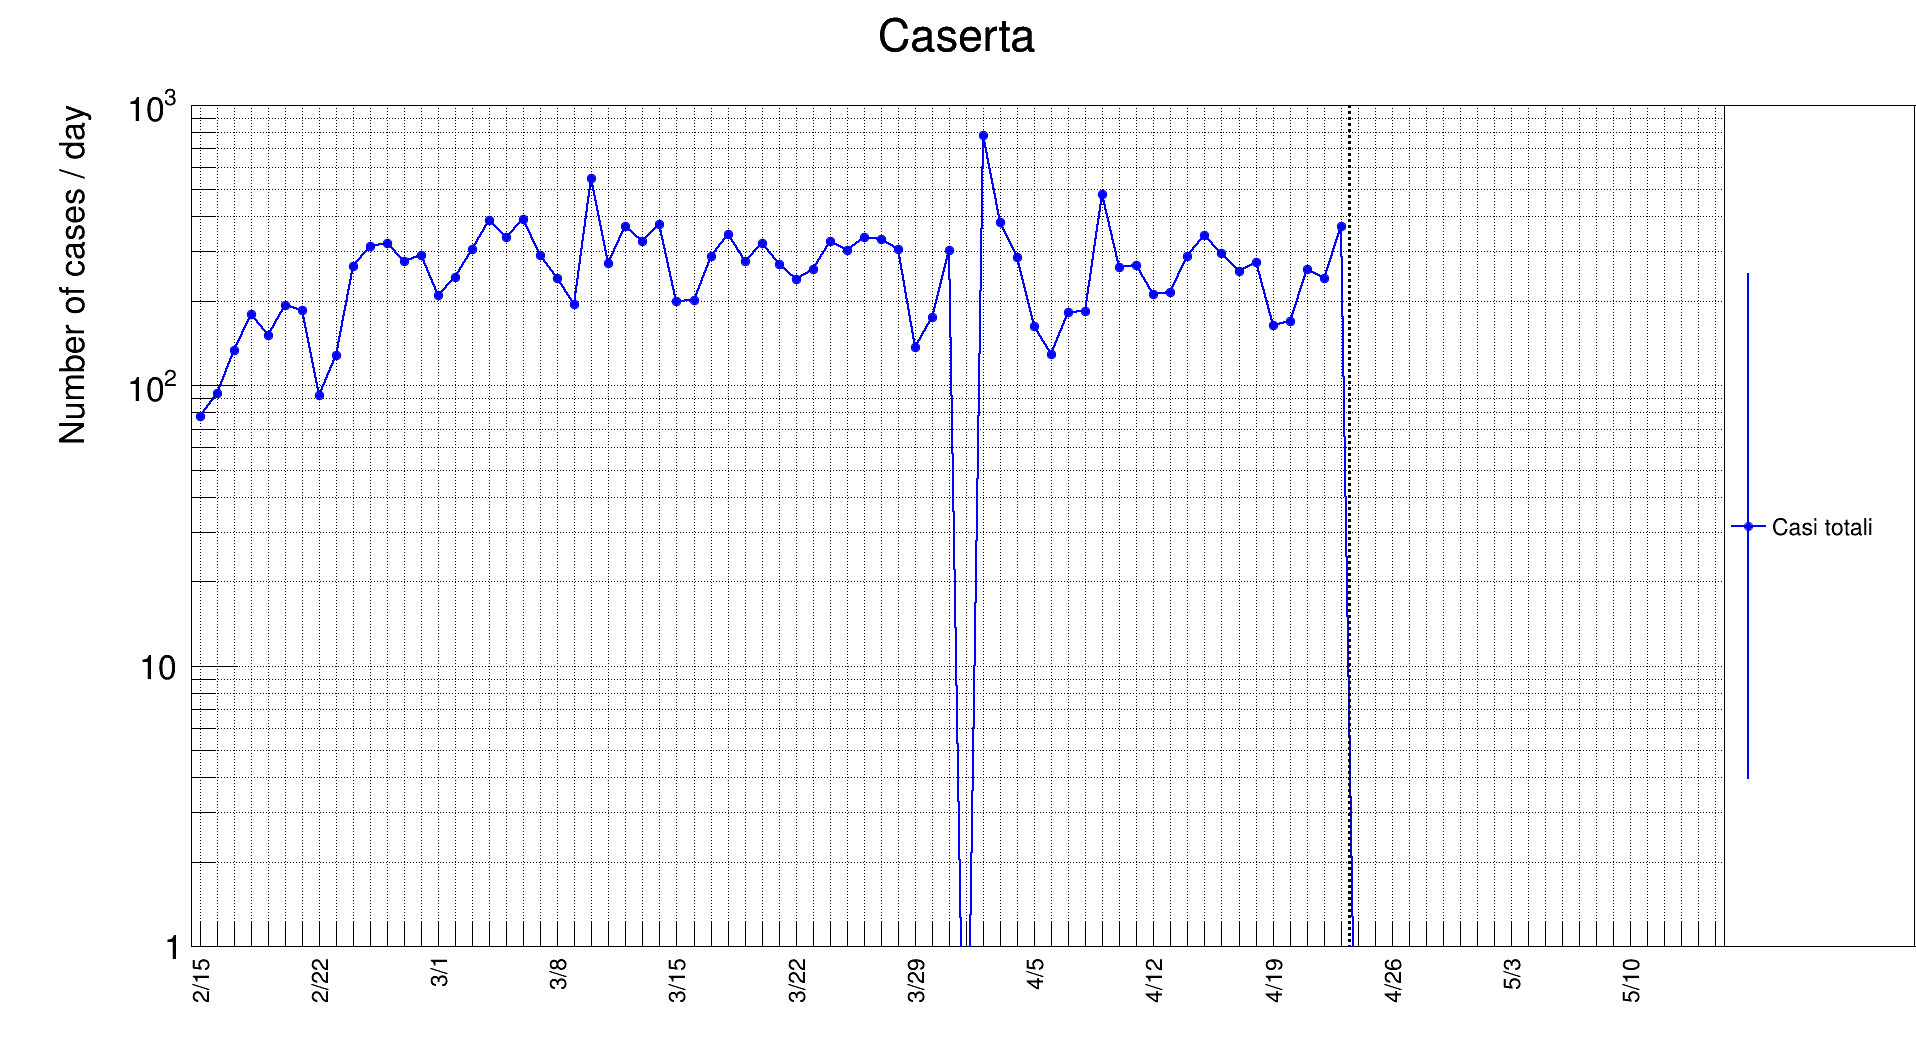 Caserta
Number of cases / day
10³
10²
10
1
2/15 2/22 3/1 3/8 3/15 3/22 3/29 4/5 4/12 4/19 4/26 5/3 5/10
Casi totali